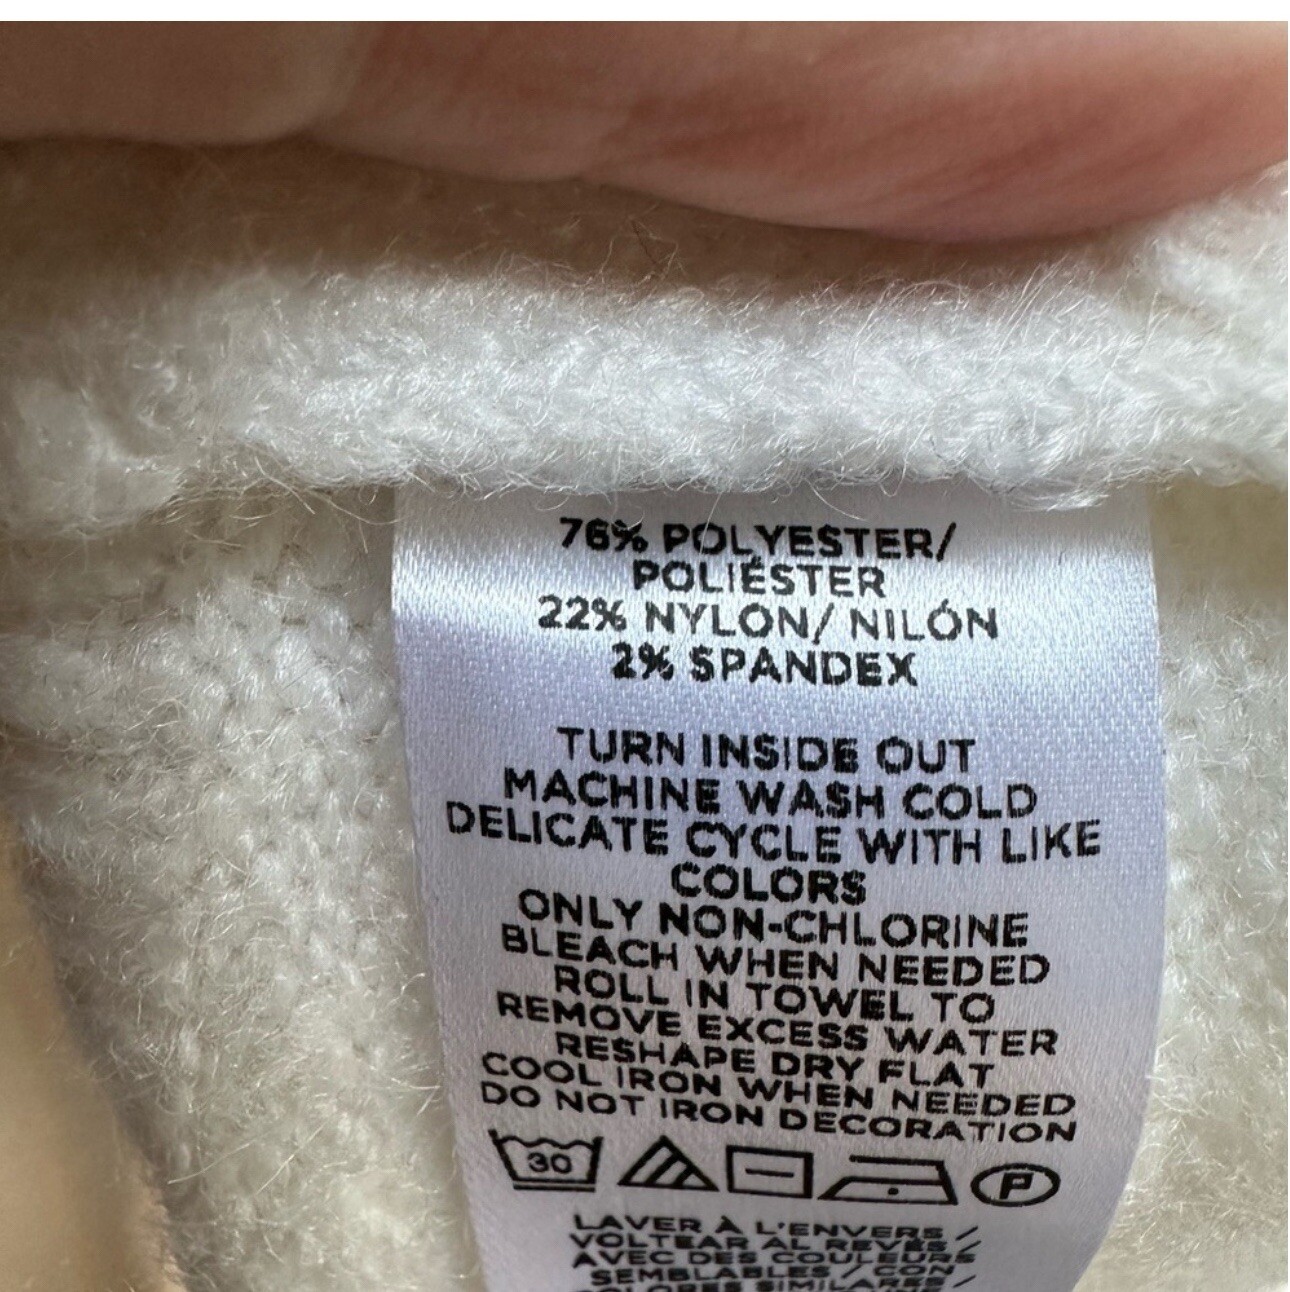 76% POLYESTER/
POLIÉSTER
22% NYLON/ NILÓN
2% SPANDEX
TURN INSIDE OUT
MACHINE WASH COLD
DELICATE CYCLE WITH LIKE
COLORS
ONLY NON-CHLORINE
BLEACH WHEN NEEDED
ROLL IN TOWEL TO
REMOVE EXCESS WATER
RESHAPE DRY FLAT
COOL IRON WHEN NEEDED
DO NOT IRON DECORATION
30 P
LAVER À L'ENVERS /
VOLTEAR AL REVÉS /
AVEC DES COULEURS
SEMBLABLES / CON
COLORES SIMILARES /